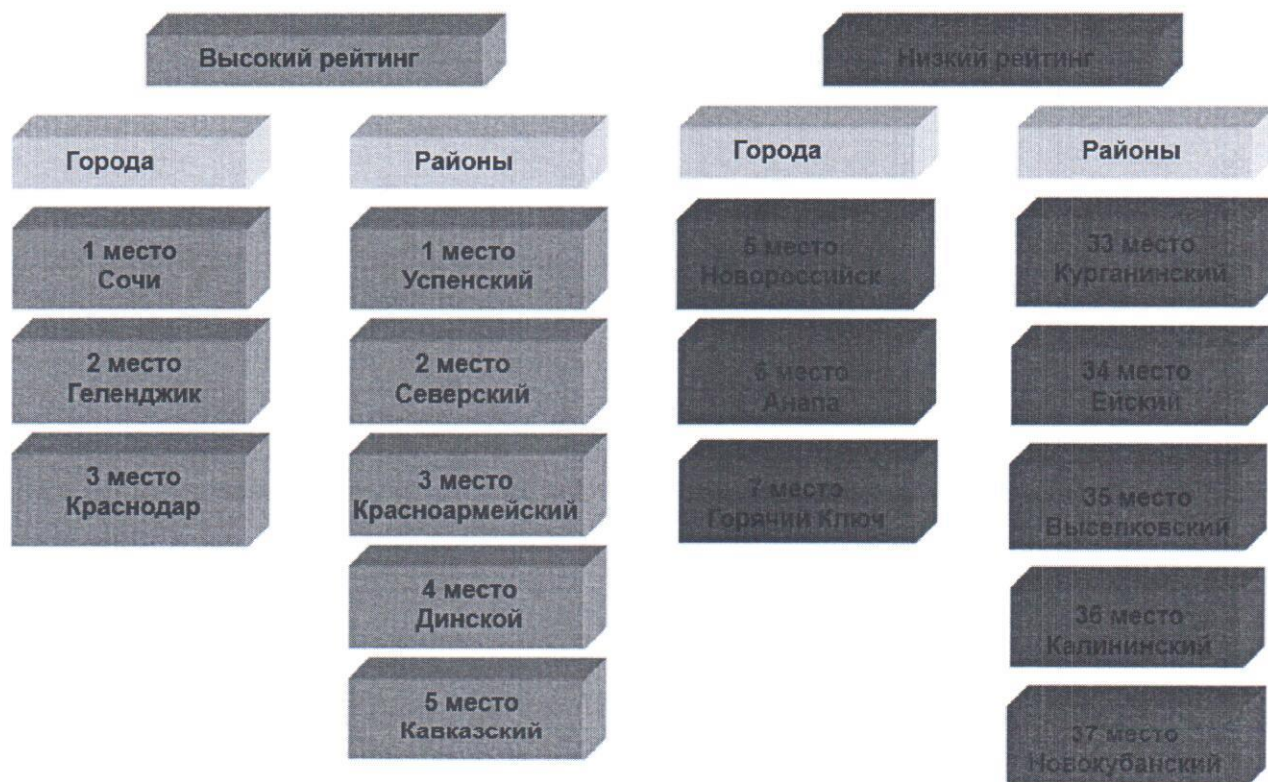 Высокий рейтинг
Города
1 место
Сочи
2 место
Геленджик
3 место
Краснодар
Районы
1 место
Успенский
2 место
Северский
3 место
Красноармейский
4 место
Динской
5 место
Кавказский
Низкий рейтинг
Города
5 место
Новороссийск
6 место
Анапа
7 место
Горячий Ключ
Районы
33 место
Курганинский
34 место
Ейский
35 место
Выселковский
36 место
Калининский
37 место
Новокубанский